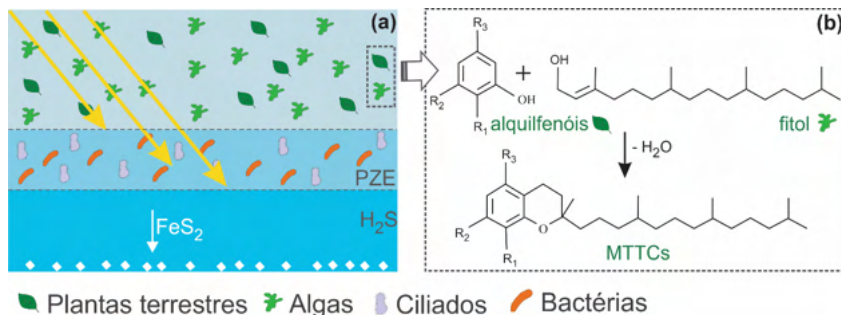 (a)
PZE
H₂S
FeS₂
(b)
R₃
R₂
R₁
OH
+
OH
alquilfenóis
fitol
- H₂O
R₃
R₂
R₁
O
MTTCs
Plantas terrestres Algas Ciliados Bactérias